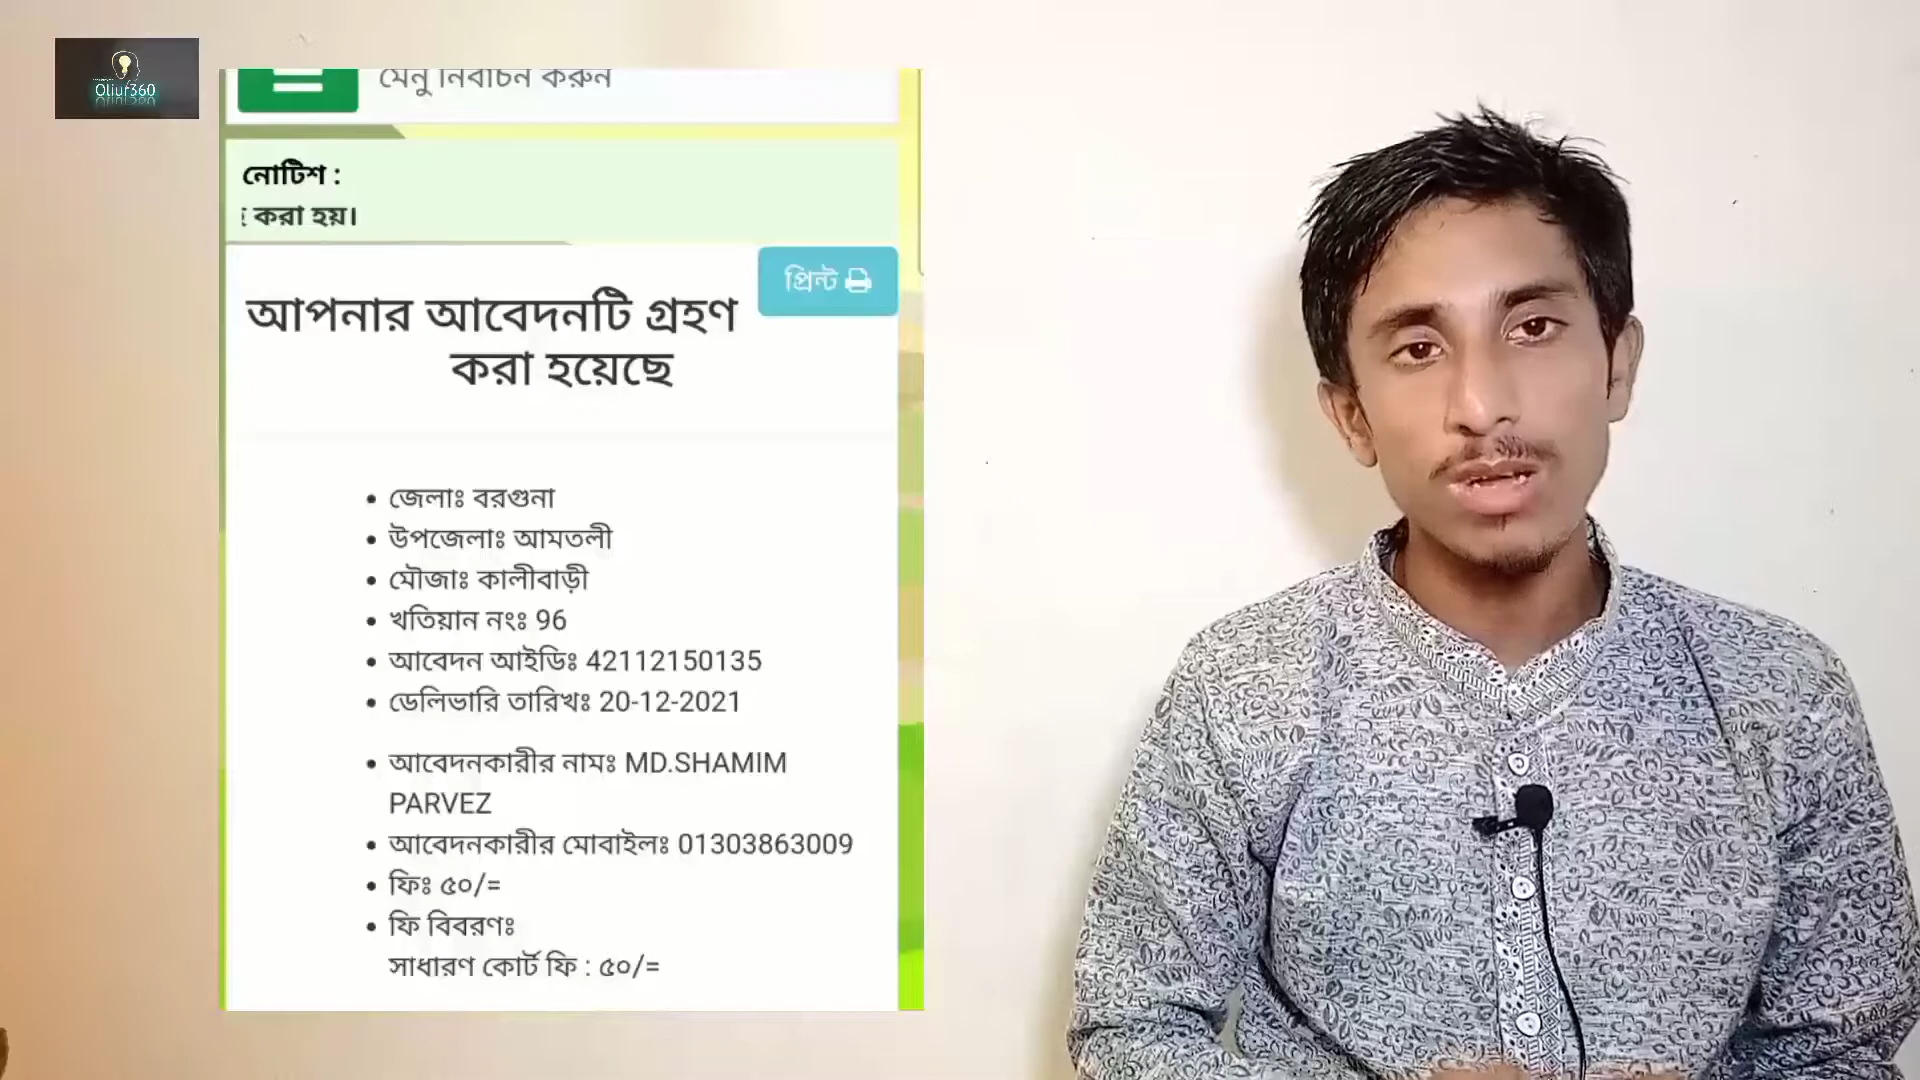 Oliur360
মেনু নির্বাচন করুন
নোটিশ :
করা হয়।
প্রিন্ট
আপনার আবেদনটি গ্রহণ
করা হয়েছে
• জেলাঃ বরগুনা
• উপজেলাঃ আমতলী
• মৌজাঃ কালীবাড়ী
• খতিয়ান নংঃ 96
• আবেদন আইডিঃ 42112150135
• ডেলিভারি তারিখঃ 20-12-2021
• আবেদনকারীর নামঃ MD.SHAMIM
PARVEZ
• আবেদনকারীর মোবাইলঃ 01303863009
• ফিঃ ৫০/=
• ফি বিবরণঃ
সাধারণ কোর্ট ফি : ৫০/=